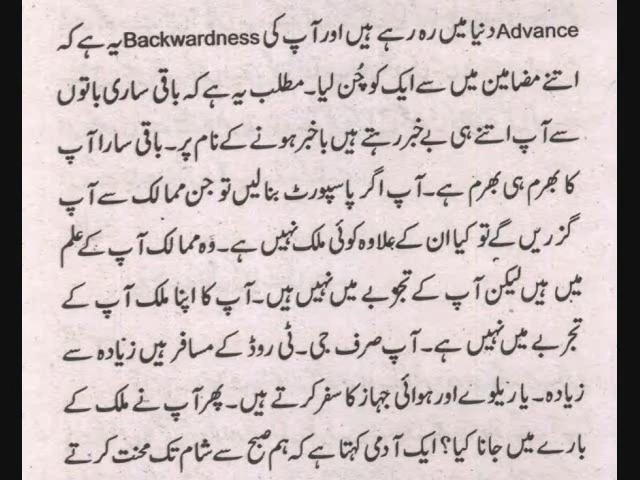 Advance دنیا میں رہ رہے ہیں اور آپ کی Backwardness یہ ہے کہ
اتنے مضامین میں سے ایک کو چُن لیا۔ مطلب یہ ہے کہ باقی ساری باتوں
سے آپ اتنے ہی بے خبر رہتے ہیں باخبر ہونے کے نام پر۔ باقی سارا آپ
کا بھرم ہی بھرم ہے۔ آپ اگر پاسپورٹ بنا لیں تو جن ممالک سے آپ
گزریں گے تو کیا ان کے علاوہ کوئی ملک نہیں ہے۔ وہ ممالک آپ کے علم
میں ہیں لیکن آپ کے تجربے میں نہیں ہیں۔ آپ کا اپنا ملک آپ کے
تجربے میں نہیں ہے۔ آپ صرف جی۔ ٹی روڈ کے مسافر ہیں زیادہ سے
زیادہ۔ یا ریلوے اور ہوائی جہاز کا سفر کرتے ہیں۔ پھر آپ نے ملک کے
بارے میں جانا کیا؟ ایک آدمی کہتا ہے کہ ہم صبح سے شام تک محنت کرتے